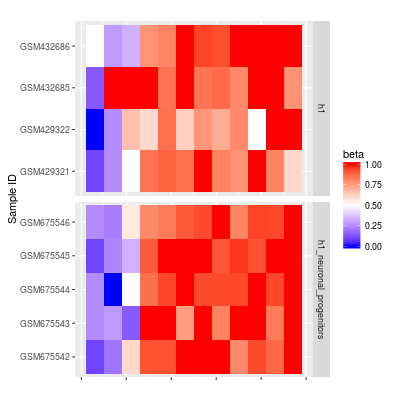 GSM432686
GSM432685
GSM429322
GSM429321
h1
GSM675546
GSM675545
GSM675544
GSM675543
GSM675542
h1_neuronal_progenitors
Sample ID
beta
1.00
0.75
0.50
0.25
0.00